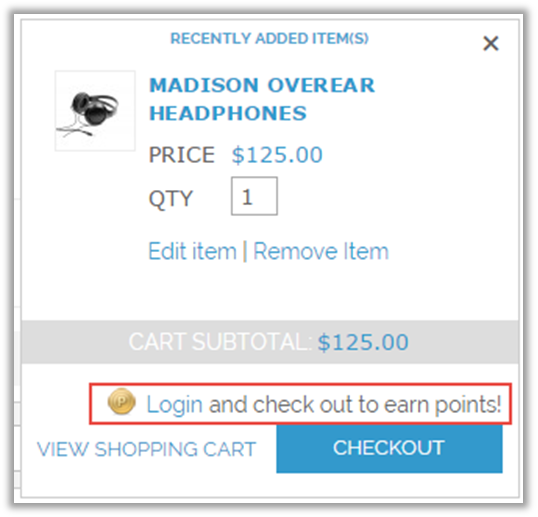 RECENTLY ADDED ITEM(S)
×
MADISON OVEREAR
HEADPHONES
PRICE $125.00
QTY 1
Edit item | Remove Item
CART SUBTOTAL: $125.00
P Login and check out to earn points!
VIEW SHOPPING CART CHECKOUT